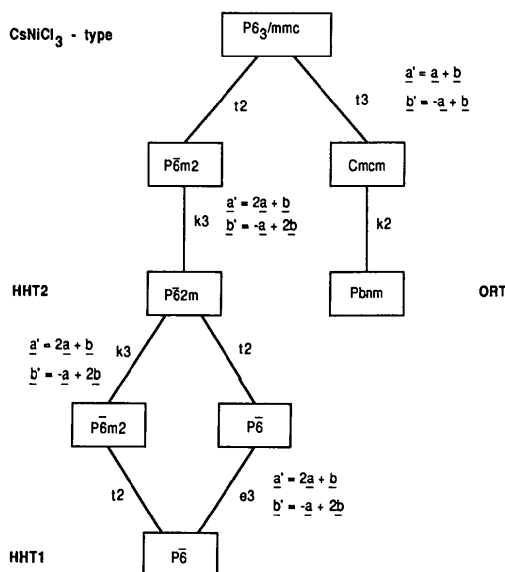 CsNiCl₃ - type
P6₃/mmc
a' = a + b
b' = -a + b
t2
t3
P6̅m2
Cmcm
a' = 2a + b
b' = -a + 2b
k3
k2
HHT2
P6̅2m
Pbnm
ORT
a' = 2a + b
b' = -a + 2b
k3
t2
P6̅m2
P6̅
a' = 2a + b
b' = -a + 2b
t2
e3
HHT1
P6̅